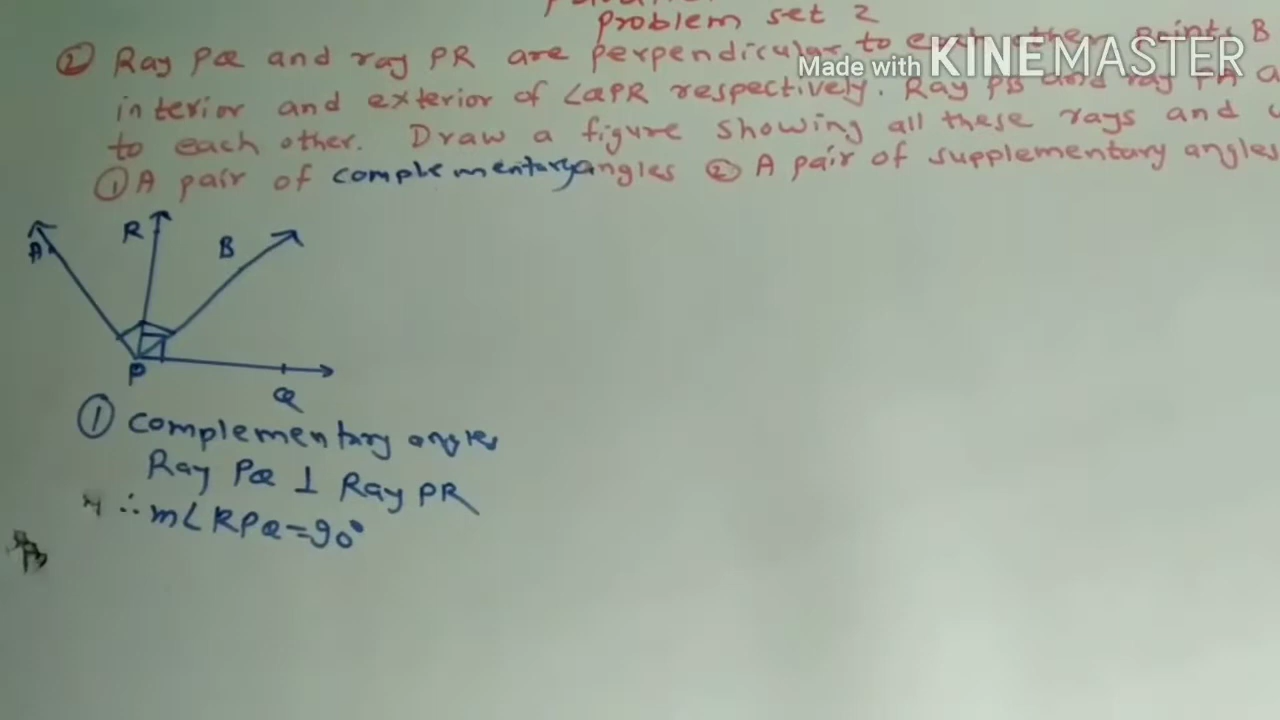 problem set 2
② Ray PQ and ray PR are perpendicular to each other points B
Made with KINEMASTER
interior and exterior of ∠QPR respectively. Ray PB and ray PA a
to each other. Draw a figure showing all these rays and
① A pair of complementary angles ② A pair of supplementary angles
A
R
B
P
Q
① complementary angles
Ray PQ ⊥ Ray PR
∴ m∠RPQ=90°